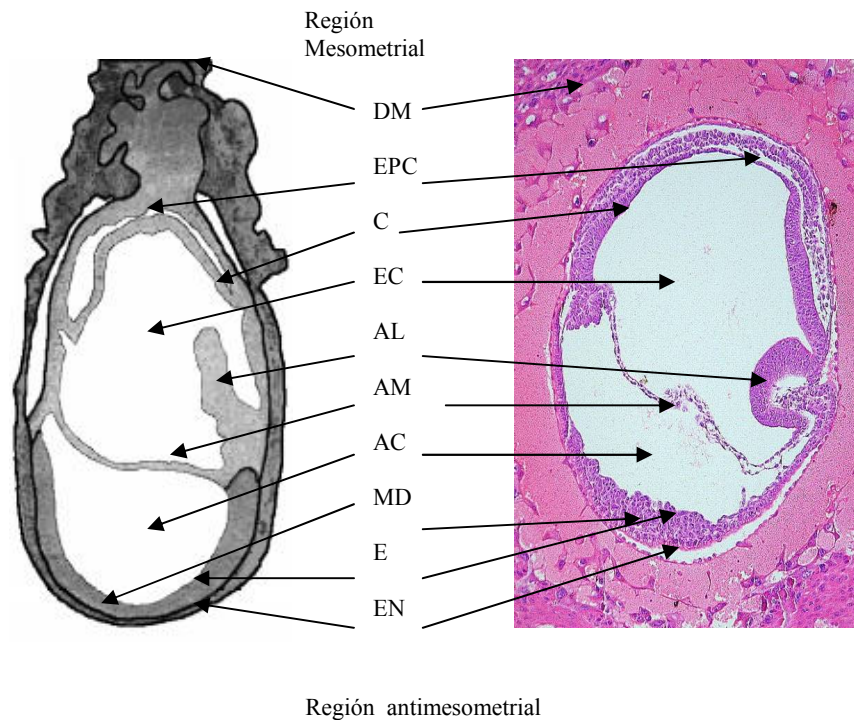 Región
Mesometrial
DM
EPC
C
EC
AL
AM
AC
MD
E
EN
Región antimesometrial